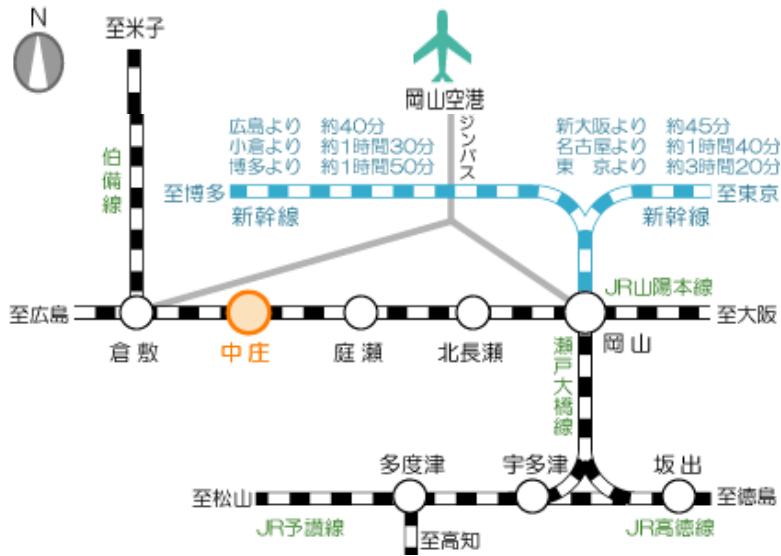 N
至米子
岡山空港
広島より 約40分
小倉より 約1時間30分
博多より 約1時間50分
ジンバス
新大阪より 約45分
名古屋より 約1時間40分
東 京より 約3時間20分
伯備線
至博多
新幹線
至東京
新幹線
JR山陽本線
至広島
倉敷
中庄
庭瀬
北長瀬
岡山
至大阪
瀬戸大橋線
多度津
宇多津
坂出
至松山
至徳島
JR予讃線
JR高徳線
至高知